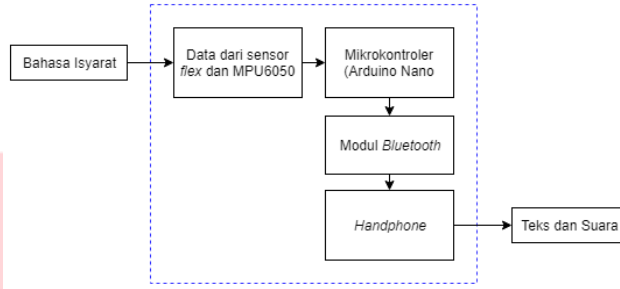 Bahasa Isyarat
Data dari sensor
flex dan MPU6050
Mikrokontroler
(Arduino Nano
Modul Bluetooth
Handphone
Teks dan Suara